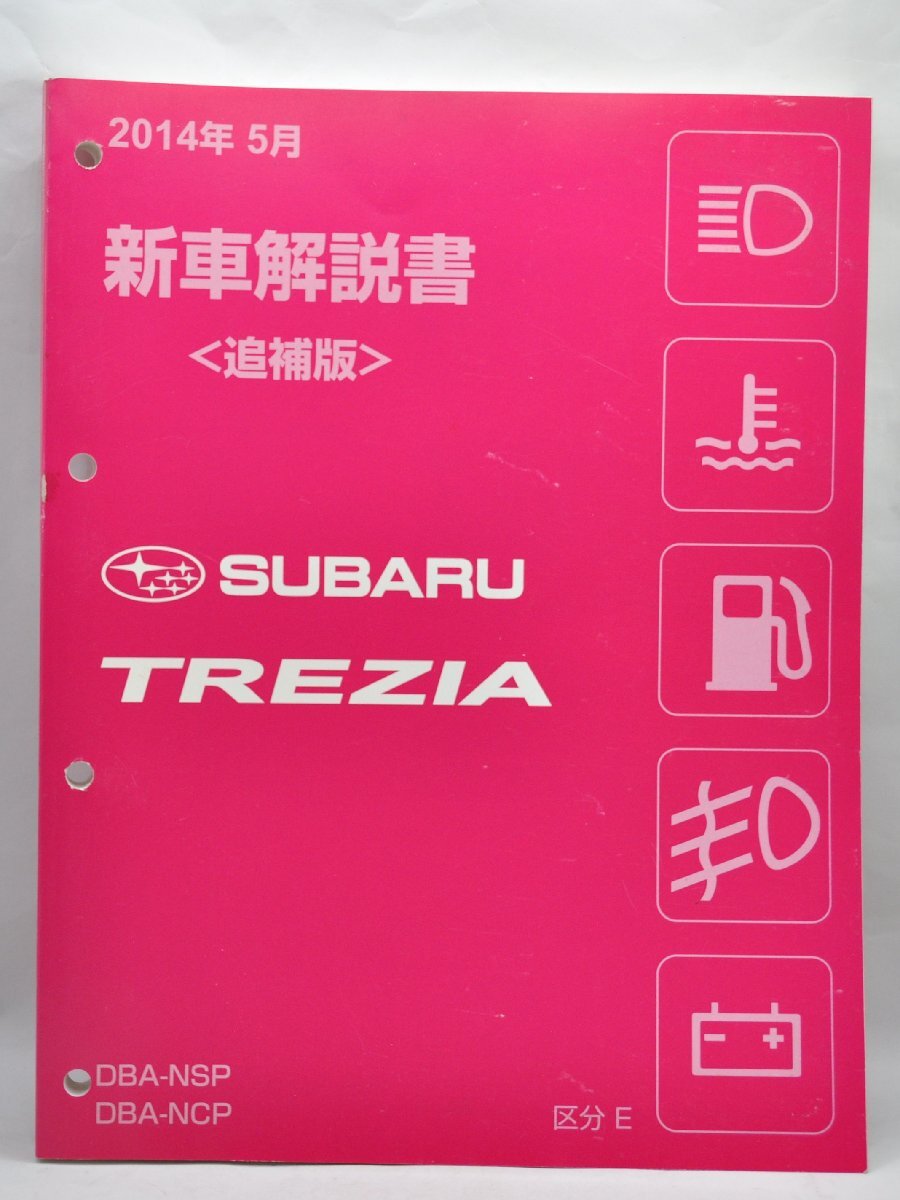 2014年 5月
新車解説書
<追補版>
SUBARU
TREZIA
DBA-NSP
DBA-NCP
区分 E